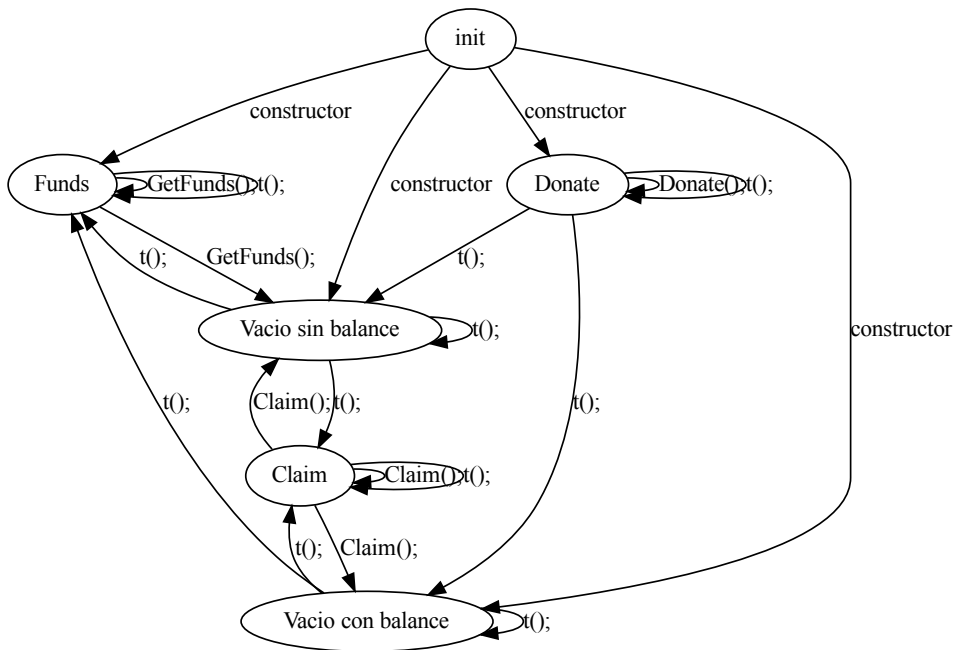 init
constructor
constructor
constructor
constructor
Funds
GetFunds();
t();
Donate
Donate();
t();
t();
GetFunds();
t();
Vacio sin balance
t();
t();
Claim();
t();
t();
Claim
Claim();
t();
t();
Claim();
Vacio con balance
t();